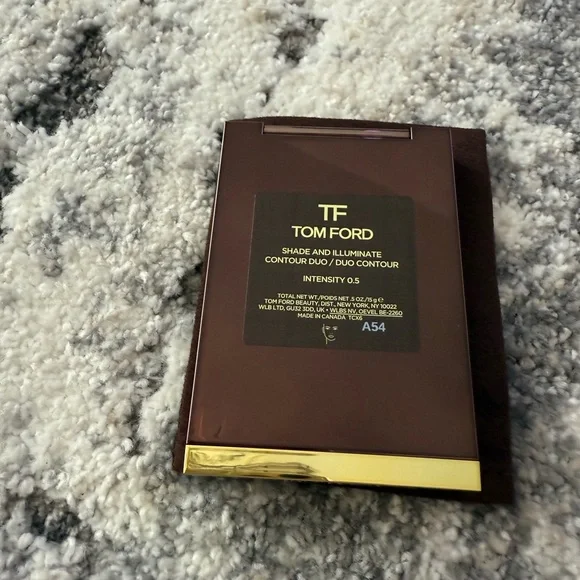 TF
TOM FORD
SHADE AND ILLUMINATE
CONTOUR DUO / DUO CONTOUR
INTENSITY 0.5
TOTAL NET WT./POIDS NET .5 OZ./15 g ℮
TOM FORD BEAUTY, DIST., NEW YORK, NY 10022
WLB LTD, GU32 3DD, UK • WLBS NV, OEVEL BE-2260
MADE IN CANADA TCX6
A54